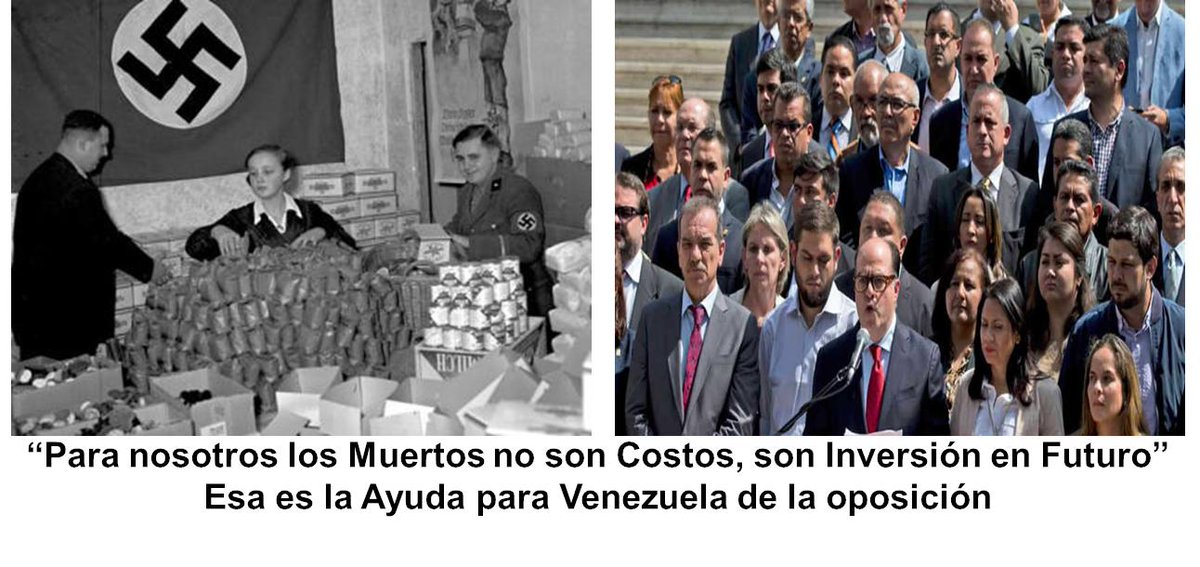 “Para nosotros los Muertos no son Costos, son Inversión en Futuro”
Esa es la Ayuda para Venezuela de la oposición